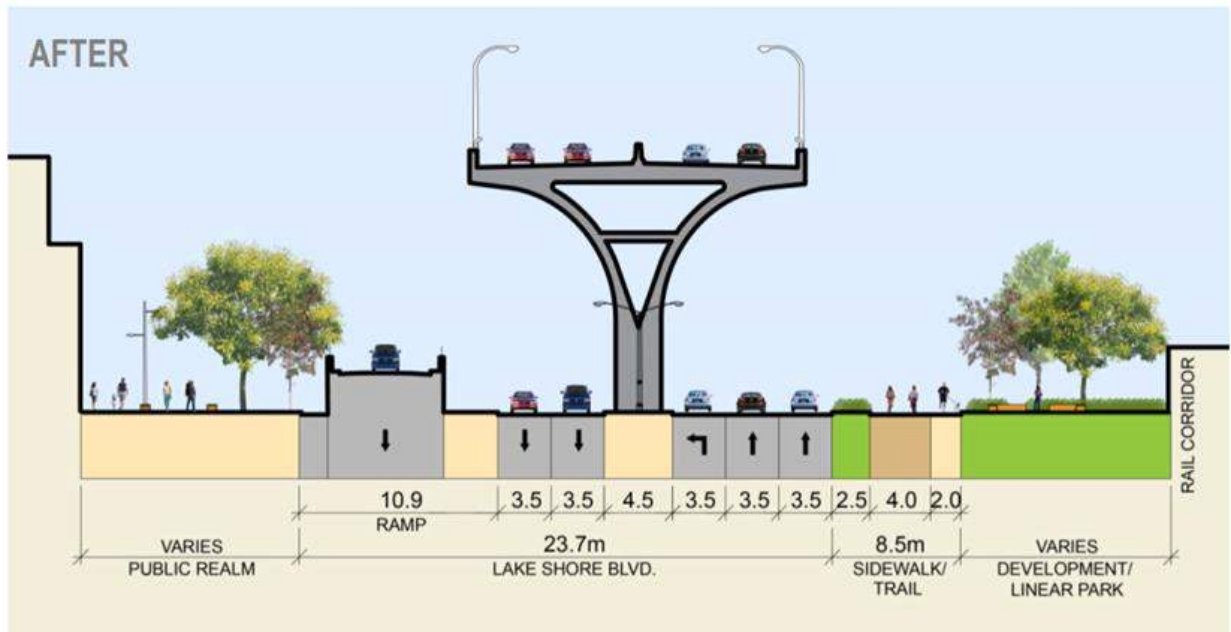 AFTER
10.9
3.5
3.5
4.5
3.5
3.5
3.5
2.5
4.0
2.0
RAMP
VARIES
PUBLIC REALM
23.7m
LAKE SHORE BLVD.
8.5m
SIDEWALK/
TRAIL
VARIES
DEVELOPMENT/
LINEAR PARK
RAIL CORRIDOR